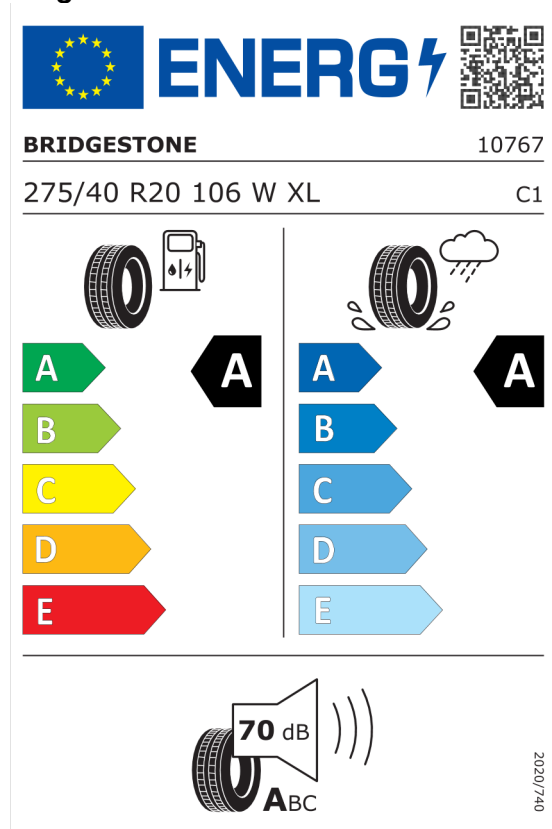 ENERG
BRIDGESTONE 10767
275/40 R20 106 W XL C1
A A A A
B B
C C
D D
E E
70 dB
ABC
2020/740